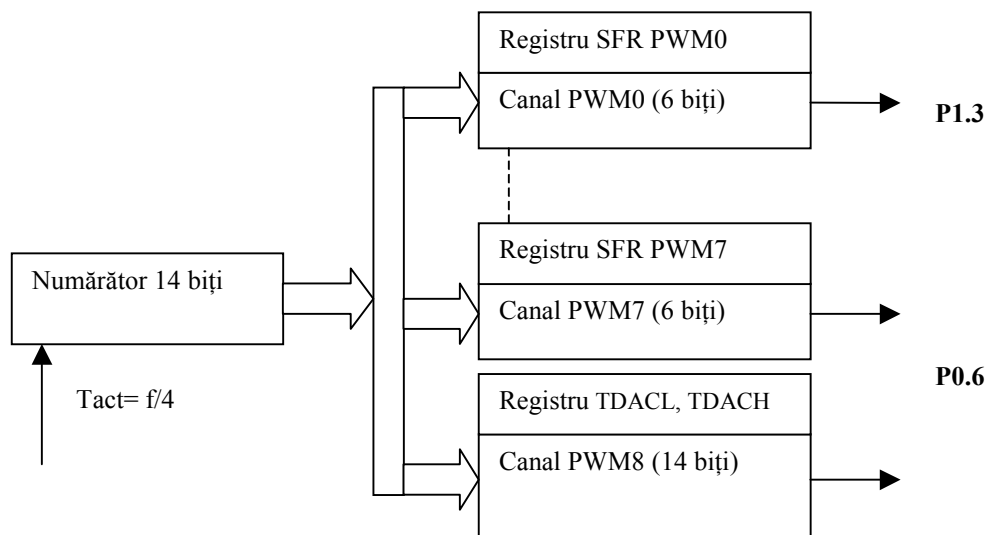 Registru SFR PWM0
Canal PWM0 (6 biți)
P1.3
Registru SFR PWM7
Numărător 14 biți
Canal PWM7 (6 biți)
P0.6
Tact= f/4
Registru TDACL, TDACH
Canal PWM8 (14 biți)